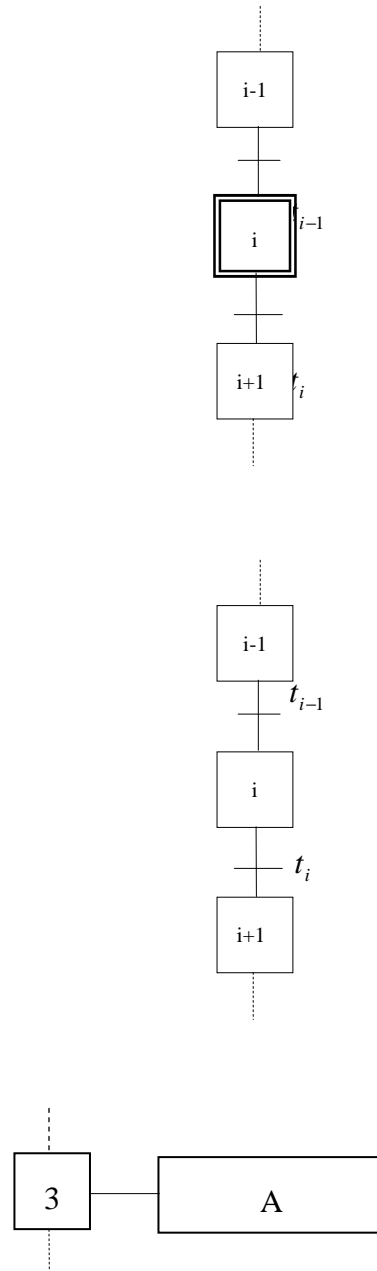 i-1
t_{i-1}
i
i+1
t_i
i-1
t_{i-1}
i
t_i
i+1
3
A